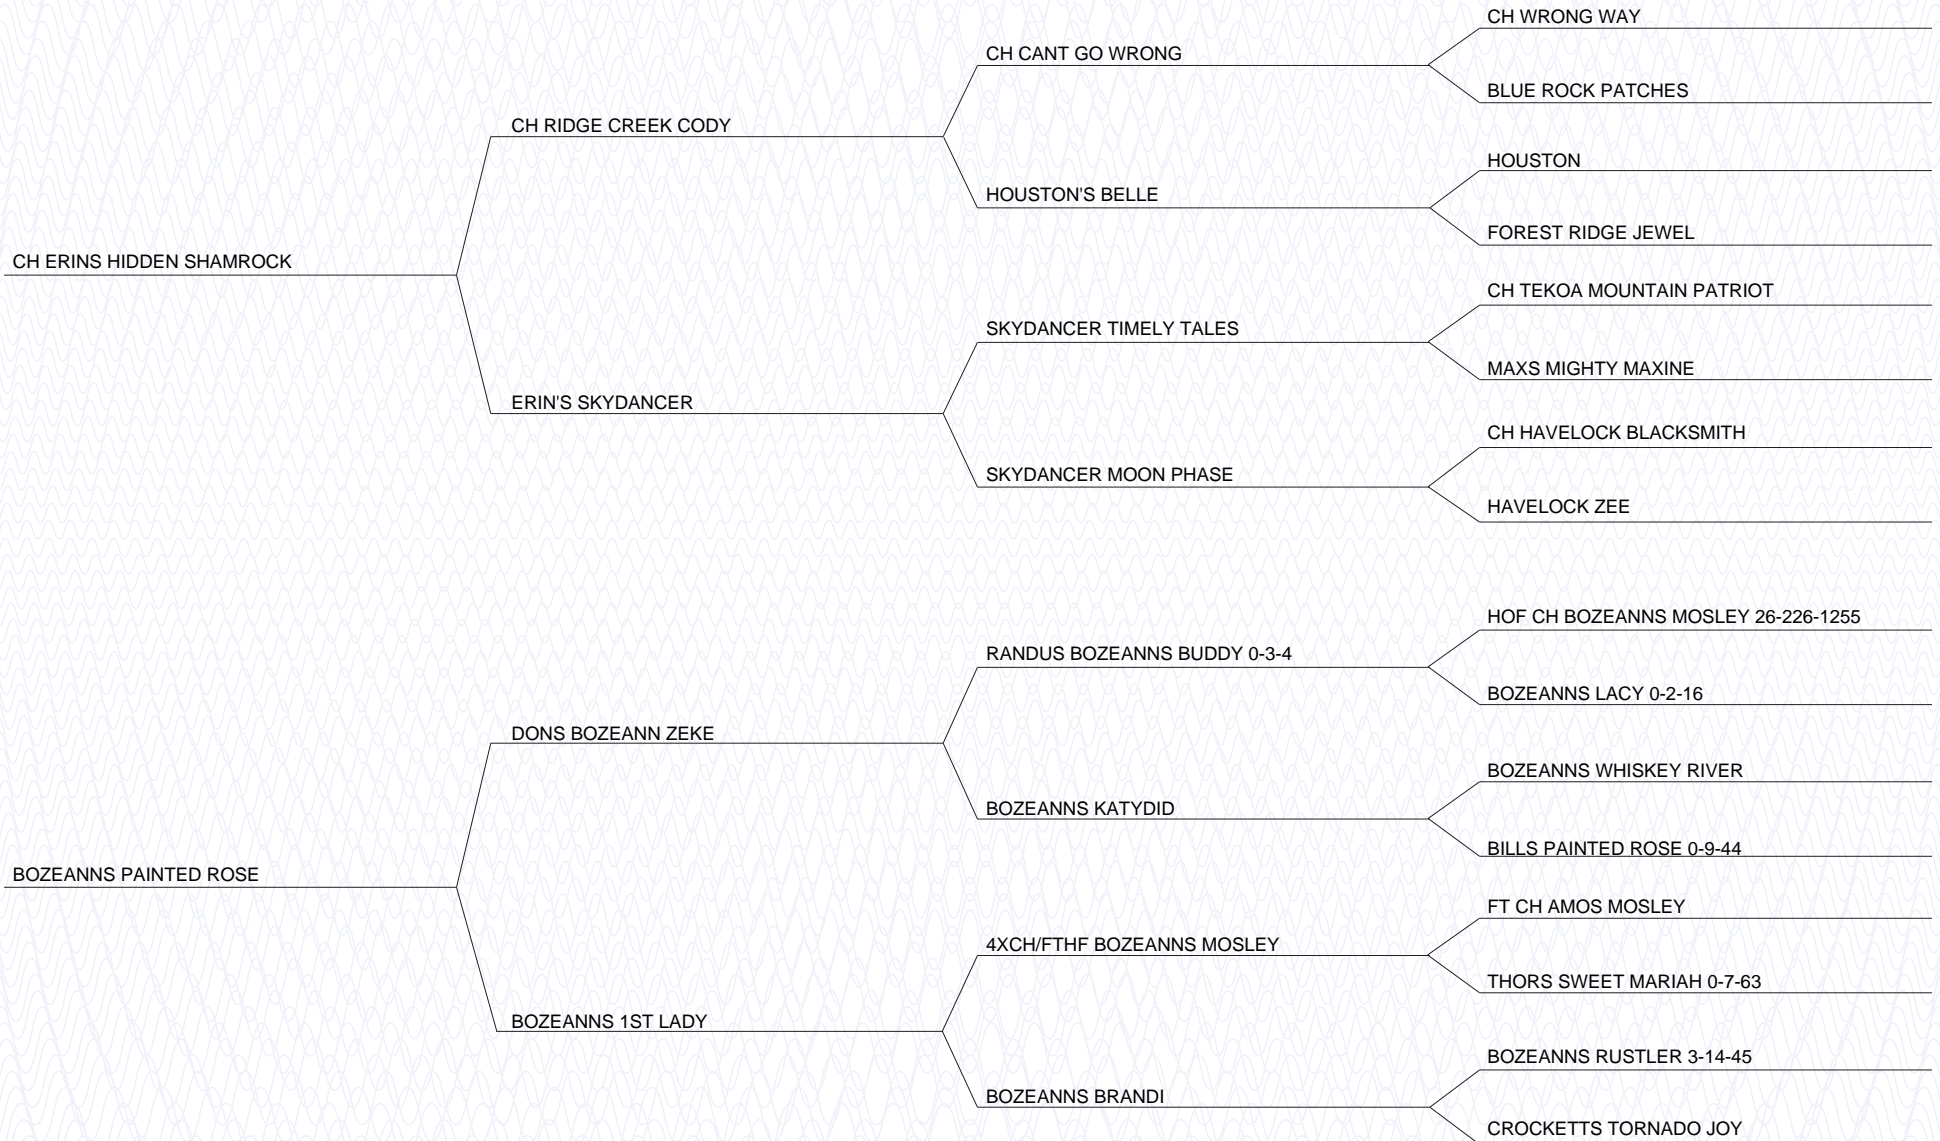 CH ERINS HIDDEN SHAMROCK
CH RIDGE CREEK CODY
CH CANT GO WRONG
CH WRONG WAY
BLUE ROCK PATCHES
HOUSTON'S BELLE
HOUSTON
FOREST RIDGE JEWEL
ERIN'S SKYDANCER
SKYDANCER TIMELY TALES
CH TEKOA MOUNTAIN PATRIOT
MAXS MIGHTY MAXINE
SKYDANCER MOON PHASE
CH HAVELOCK BLACKSMITH
HAVELOCK ZEE
BOZEANNS PAINTED ROSE
DONS BOZEANN ZEKE
RANDUS BOZEANNS BUDDY 0-3-4
HOF CH BOZEANNS MOSLEY 26-226-1255
BOZEANNS LACY 0-2-16
BOZEANNS KATYDID
BOZEANNS WHISKEY RIVER
BILLS PAINTED ROSE 0-9-44
BOZEANNS 1ST LADY
4XCH/FTHF BOZEANNS MOSLEY
FT CH AMOS MOSLEY
THORS SWEET MARIAH 0-7-63
BOZEANNS BRANDI
BOZEANNS RUSTLER 3-14-45
CROCKETTS TORNADO JOY